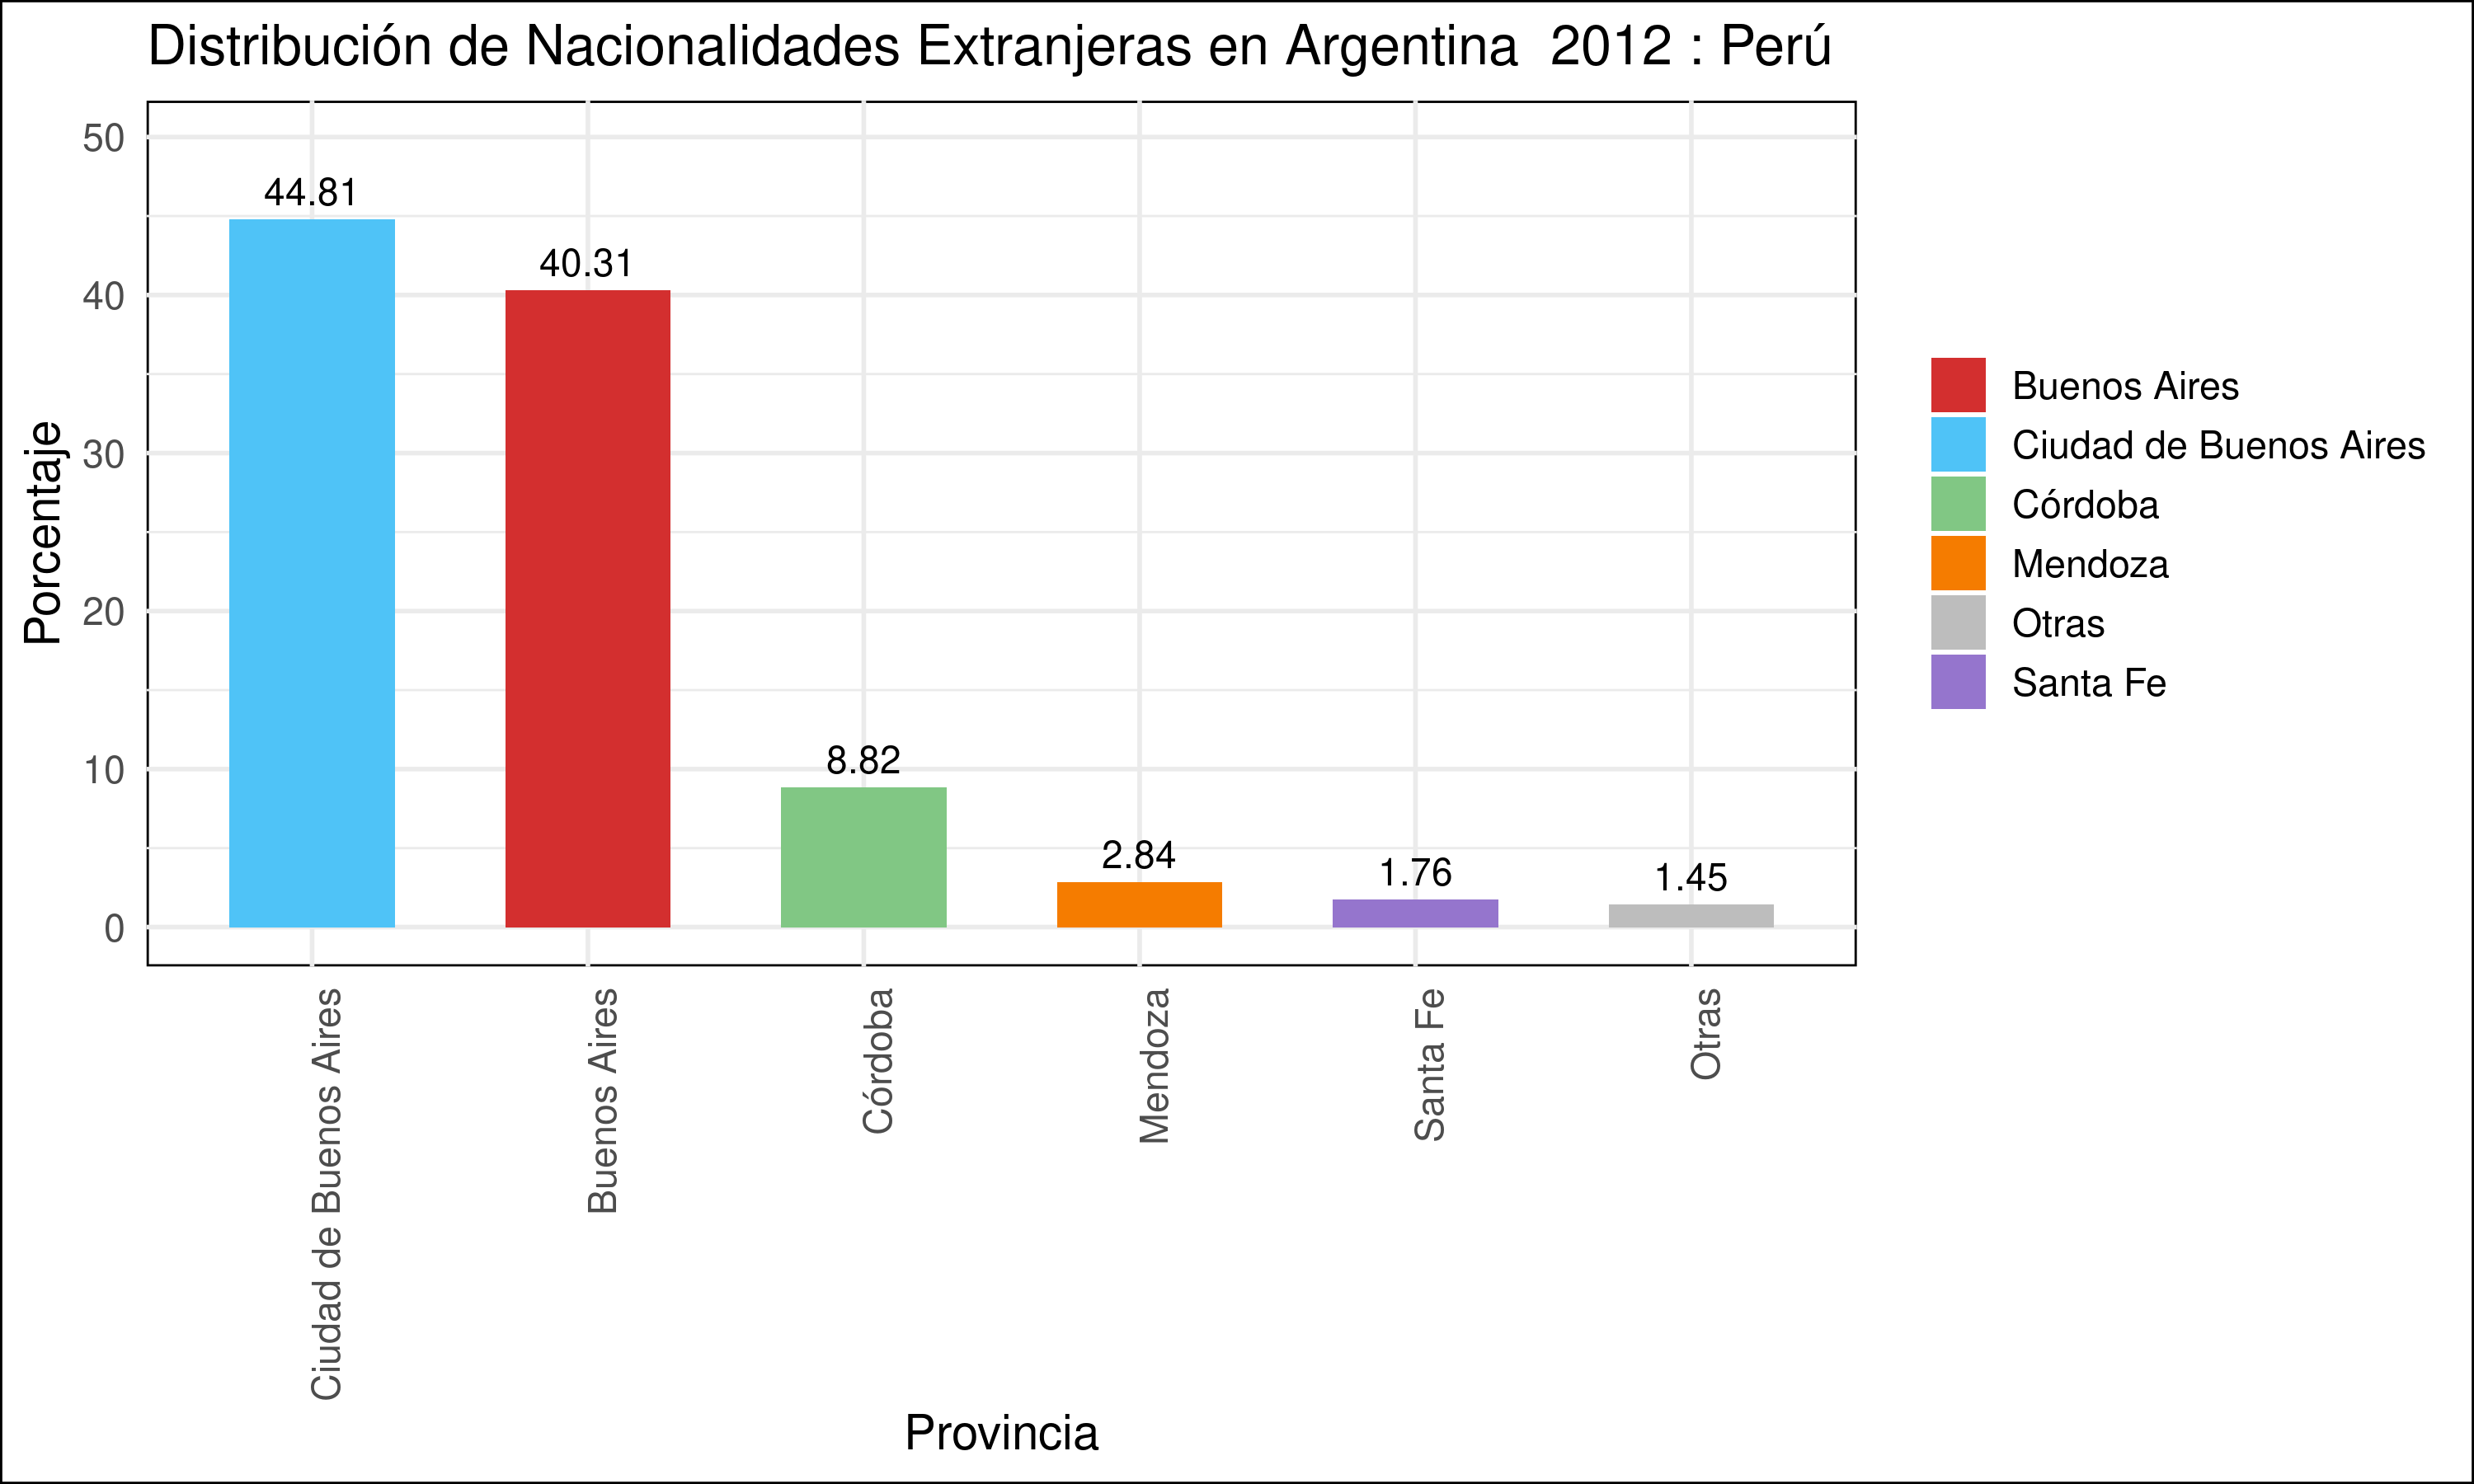 Distribución de Nacionalidades Extranjeras en Argentina  2012 : Perú
Porcentaje
50
40
30
20
10
0
44.81
40.31
8.82
2.84
1.76
1.45
Ciudad de Buenos Aires
Buenos Aires
Córdoba
Mendoza
Santa Fe
Otras
Provincia
Buenos Aires
Ciudad de Buenos Aires
Córdoba
Mendoza
Otras
Santa Fe